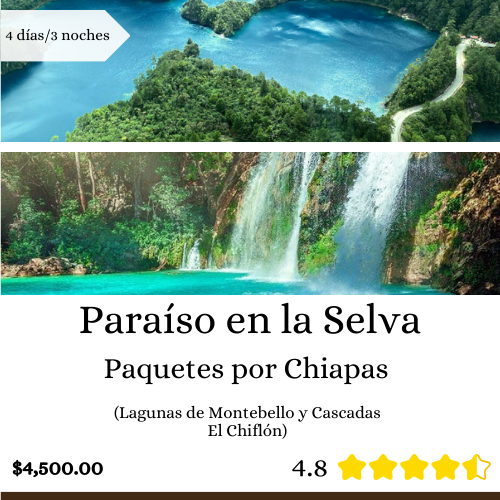 4 días/3 noches
Paraíso en la Selva
Paquetes por Chiapas
(Lagunas de Montebello y Cascadas
El Chiflón)
$4,500.00
4.8